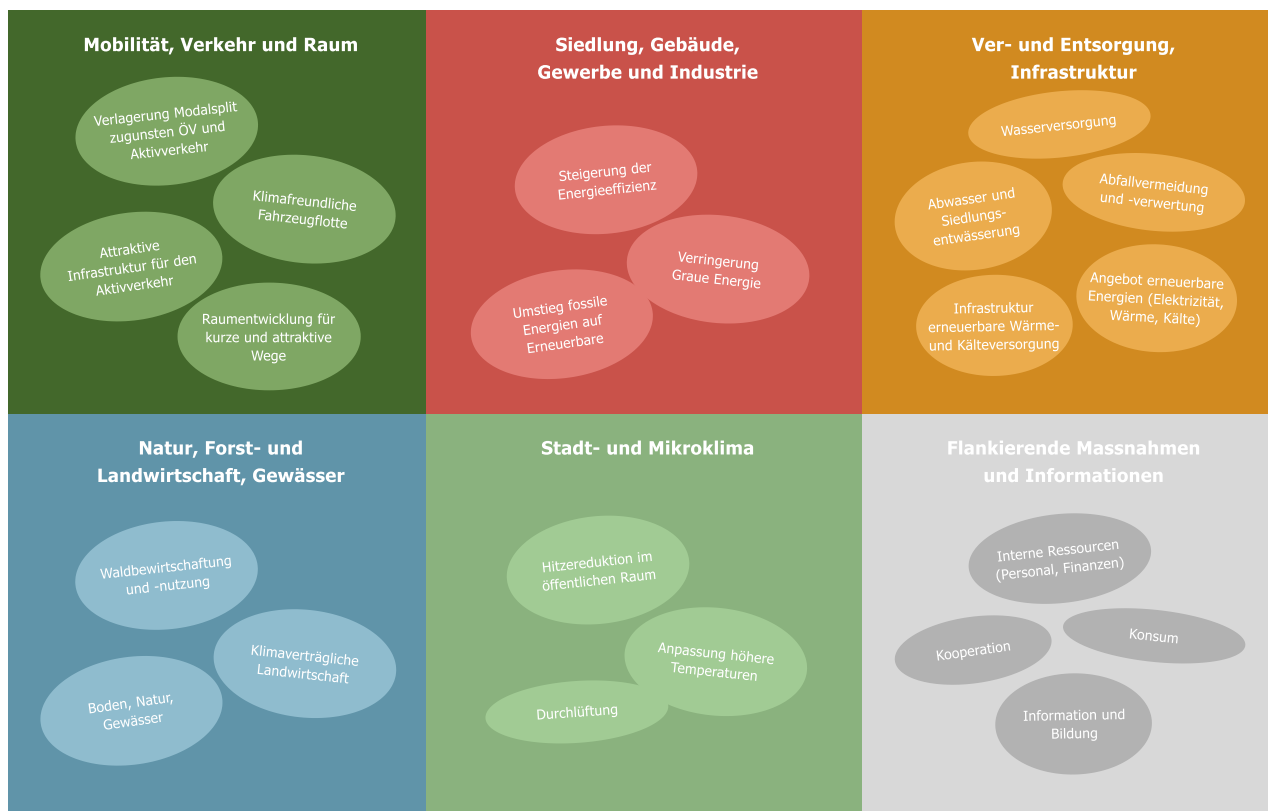 Mobilität, Verkehr und Raum
Verlagerung Modalsplit
zugunsten ÖV und
Aktivverkehr
Klimafreundliche
Fahrzeugflotte
Attraktive
Infrastruktur für den
Aktivverkehr
Raumentwicklung für
kurze und attraktive
Wege
Siedlung, Gebäude,
Gewerbe und Industrie
Steigerung der
Energieeffizienz
Verringerung
Graue Energie
Umstieg fossile
Energien auf
Erneuerbare
Ver- und Entsorgung,
Infrastruktur
Wasserversorgung
Abfallvermeidung
und -verwertung
Abwasser und
Siedlungs-
entwässerung
Angebot erneuerbare
Energien (Elektrizität,
Wärme, Kälte)
Infrastruktur
erneuerbare Wärme-
und Kälteversorgung
Natur, Forst- und
Landwirtschaft, Gewässer
Waldbewirtschaftung
und -nutzung
Klimaverträgliche
Landwirtschaft
Boden, Natur,
Gewässer
Stadt- und Mikroklima
Hitzereduktion im
öffentlichen Raum
Anpassung höhere
Temperaturen
Durchlüftung
Flankierende Massnahmen
und Informationen
Interne Ressourcen
(Personal, Finanzen)
Konsum
Kooperation
Information und
Bildung